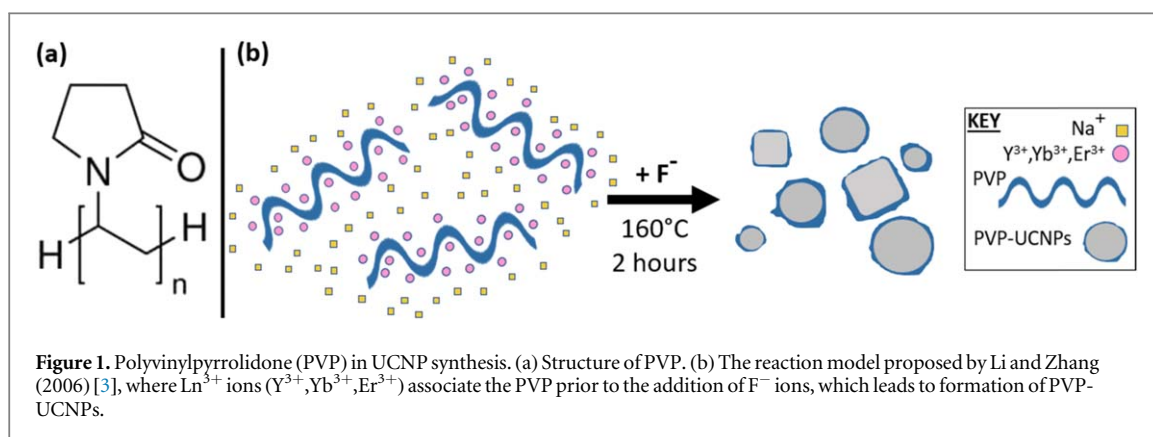 (a)
N
O
H
H
n
(b)
+ F⁻
160°C
2 hours
KEY
Na⁺
Y³⁺,Yb³⁺,Er³⁺
PVP
PVP-UCNPs
Figure 1. Polyvinylpyrrolidone (PVP) in UCNP synthesis. (a) Structure of PVP. (b) The reaction model proposed by Li and Zhang
(2006) [3], where Ln³⁺ ions (Y³⁺,Yb³⁺,Er³⁺) associate the PVP prior to the addition of F⁻ ions, which leads to formation of PVP-
UCNPs.